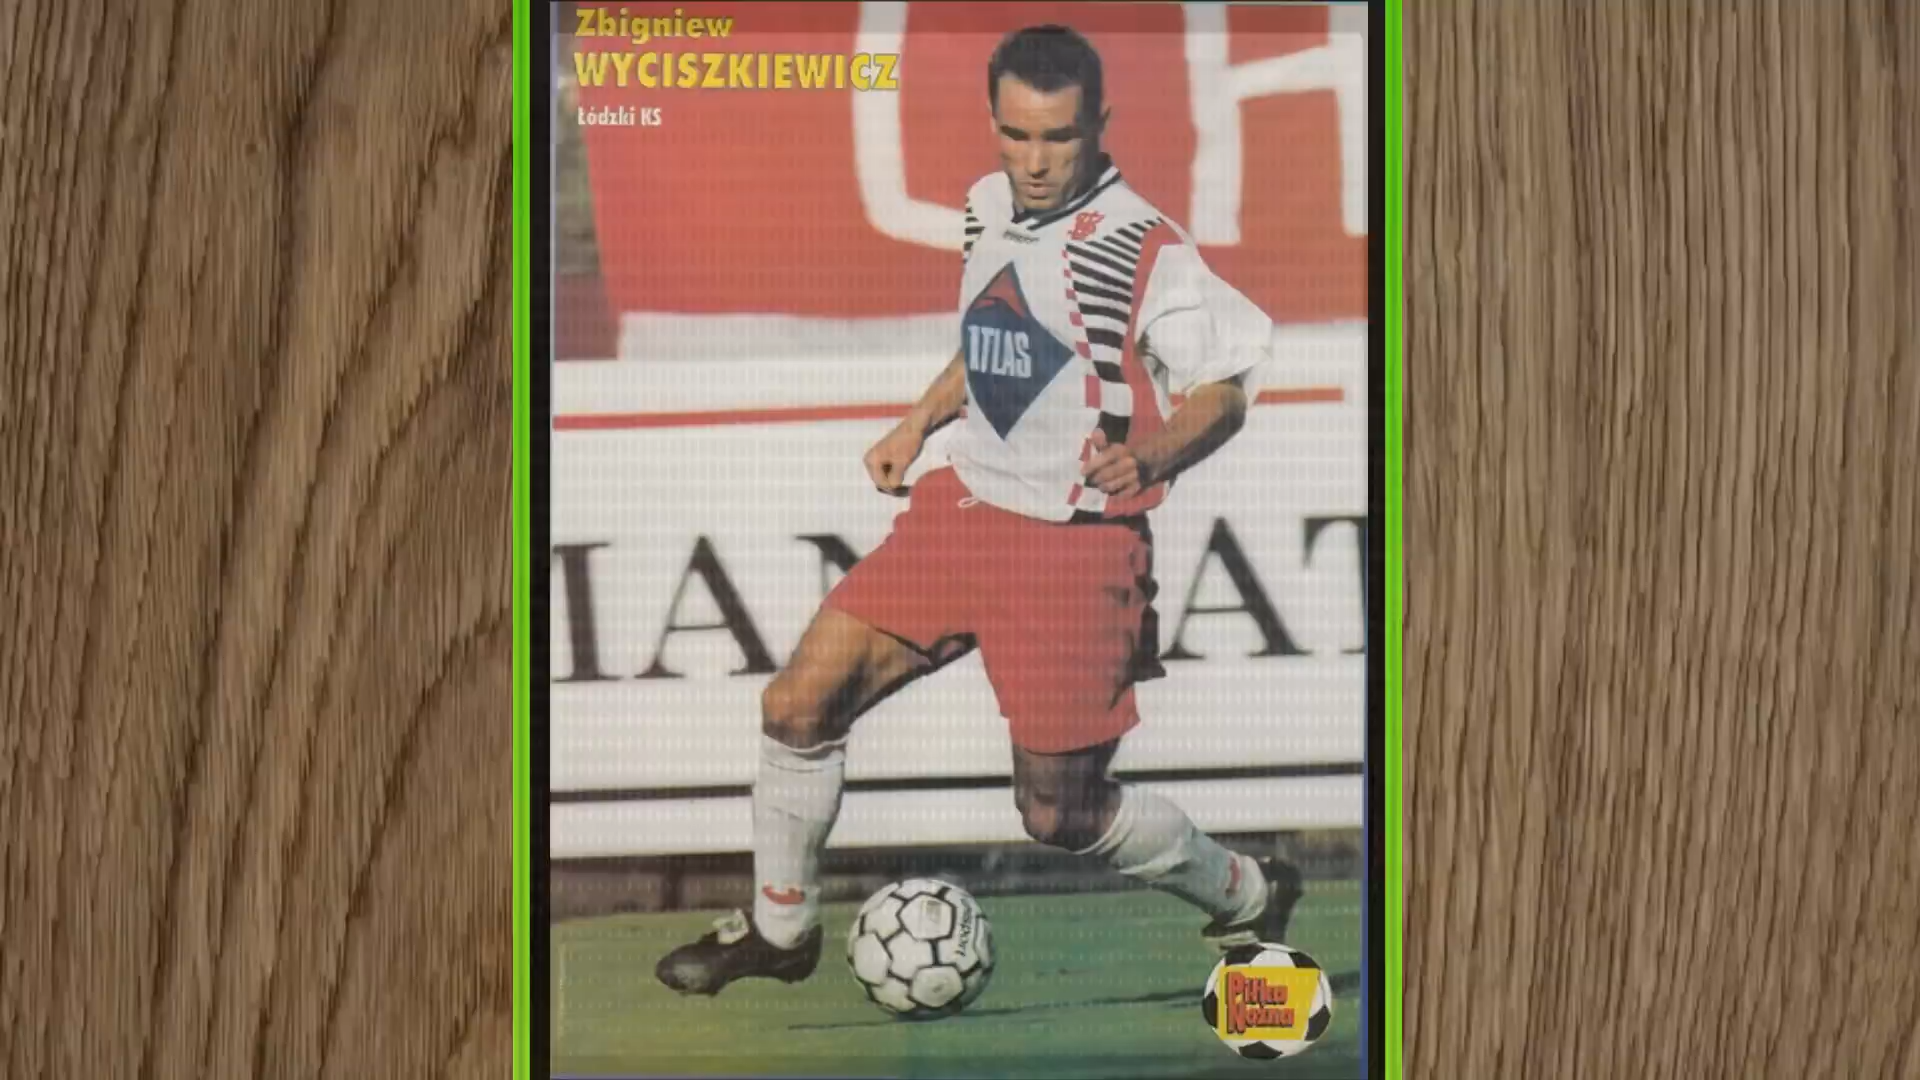 Zbigniew
WYCISZKIEWICZ
Łódzki KS
ATLAS
IAN
AT
Piłka
Nożna